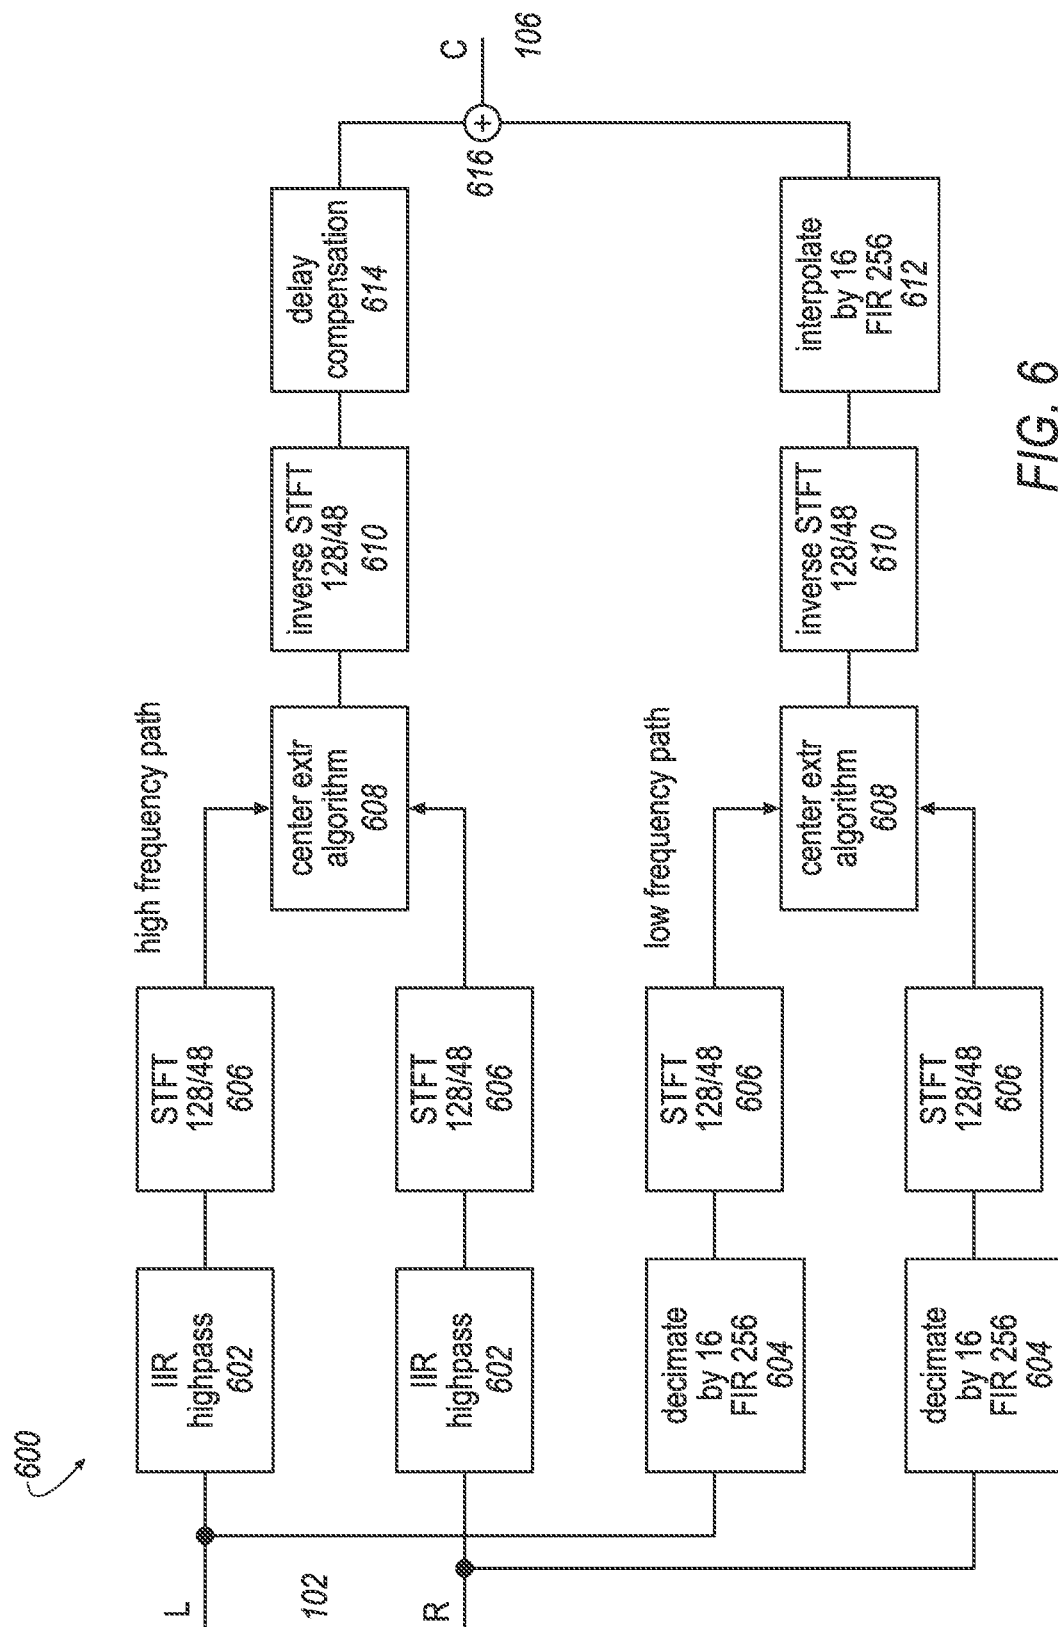 600
L
102
R
IIR
highpass
602
IIR
highpass
602
decimate
by 16
FIR 256
604
decimate
by 16
FIR 256
604
STFT
128/48
606
STFT
128/48
606
STFT
128/48
606
STFT
128/48
606
high frequency path
low frequency path
center extr
algorithm
608
center extr
algorithm
608
inverse STFT
128/48
610
inverse STFT
128/48
610
delay
compensation
614
interpolate
by 16
FIR 256
612
616
+
C
106
FIG. 6